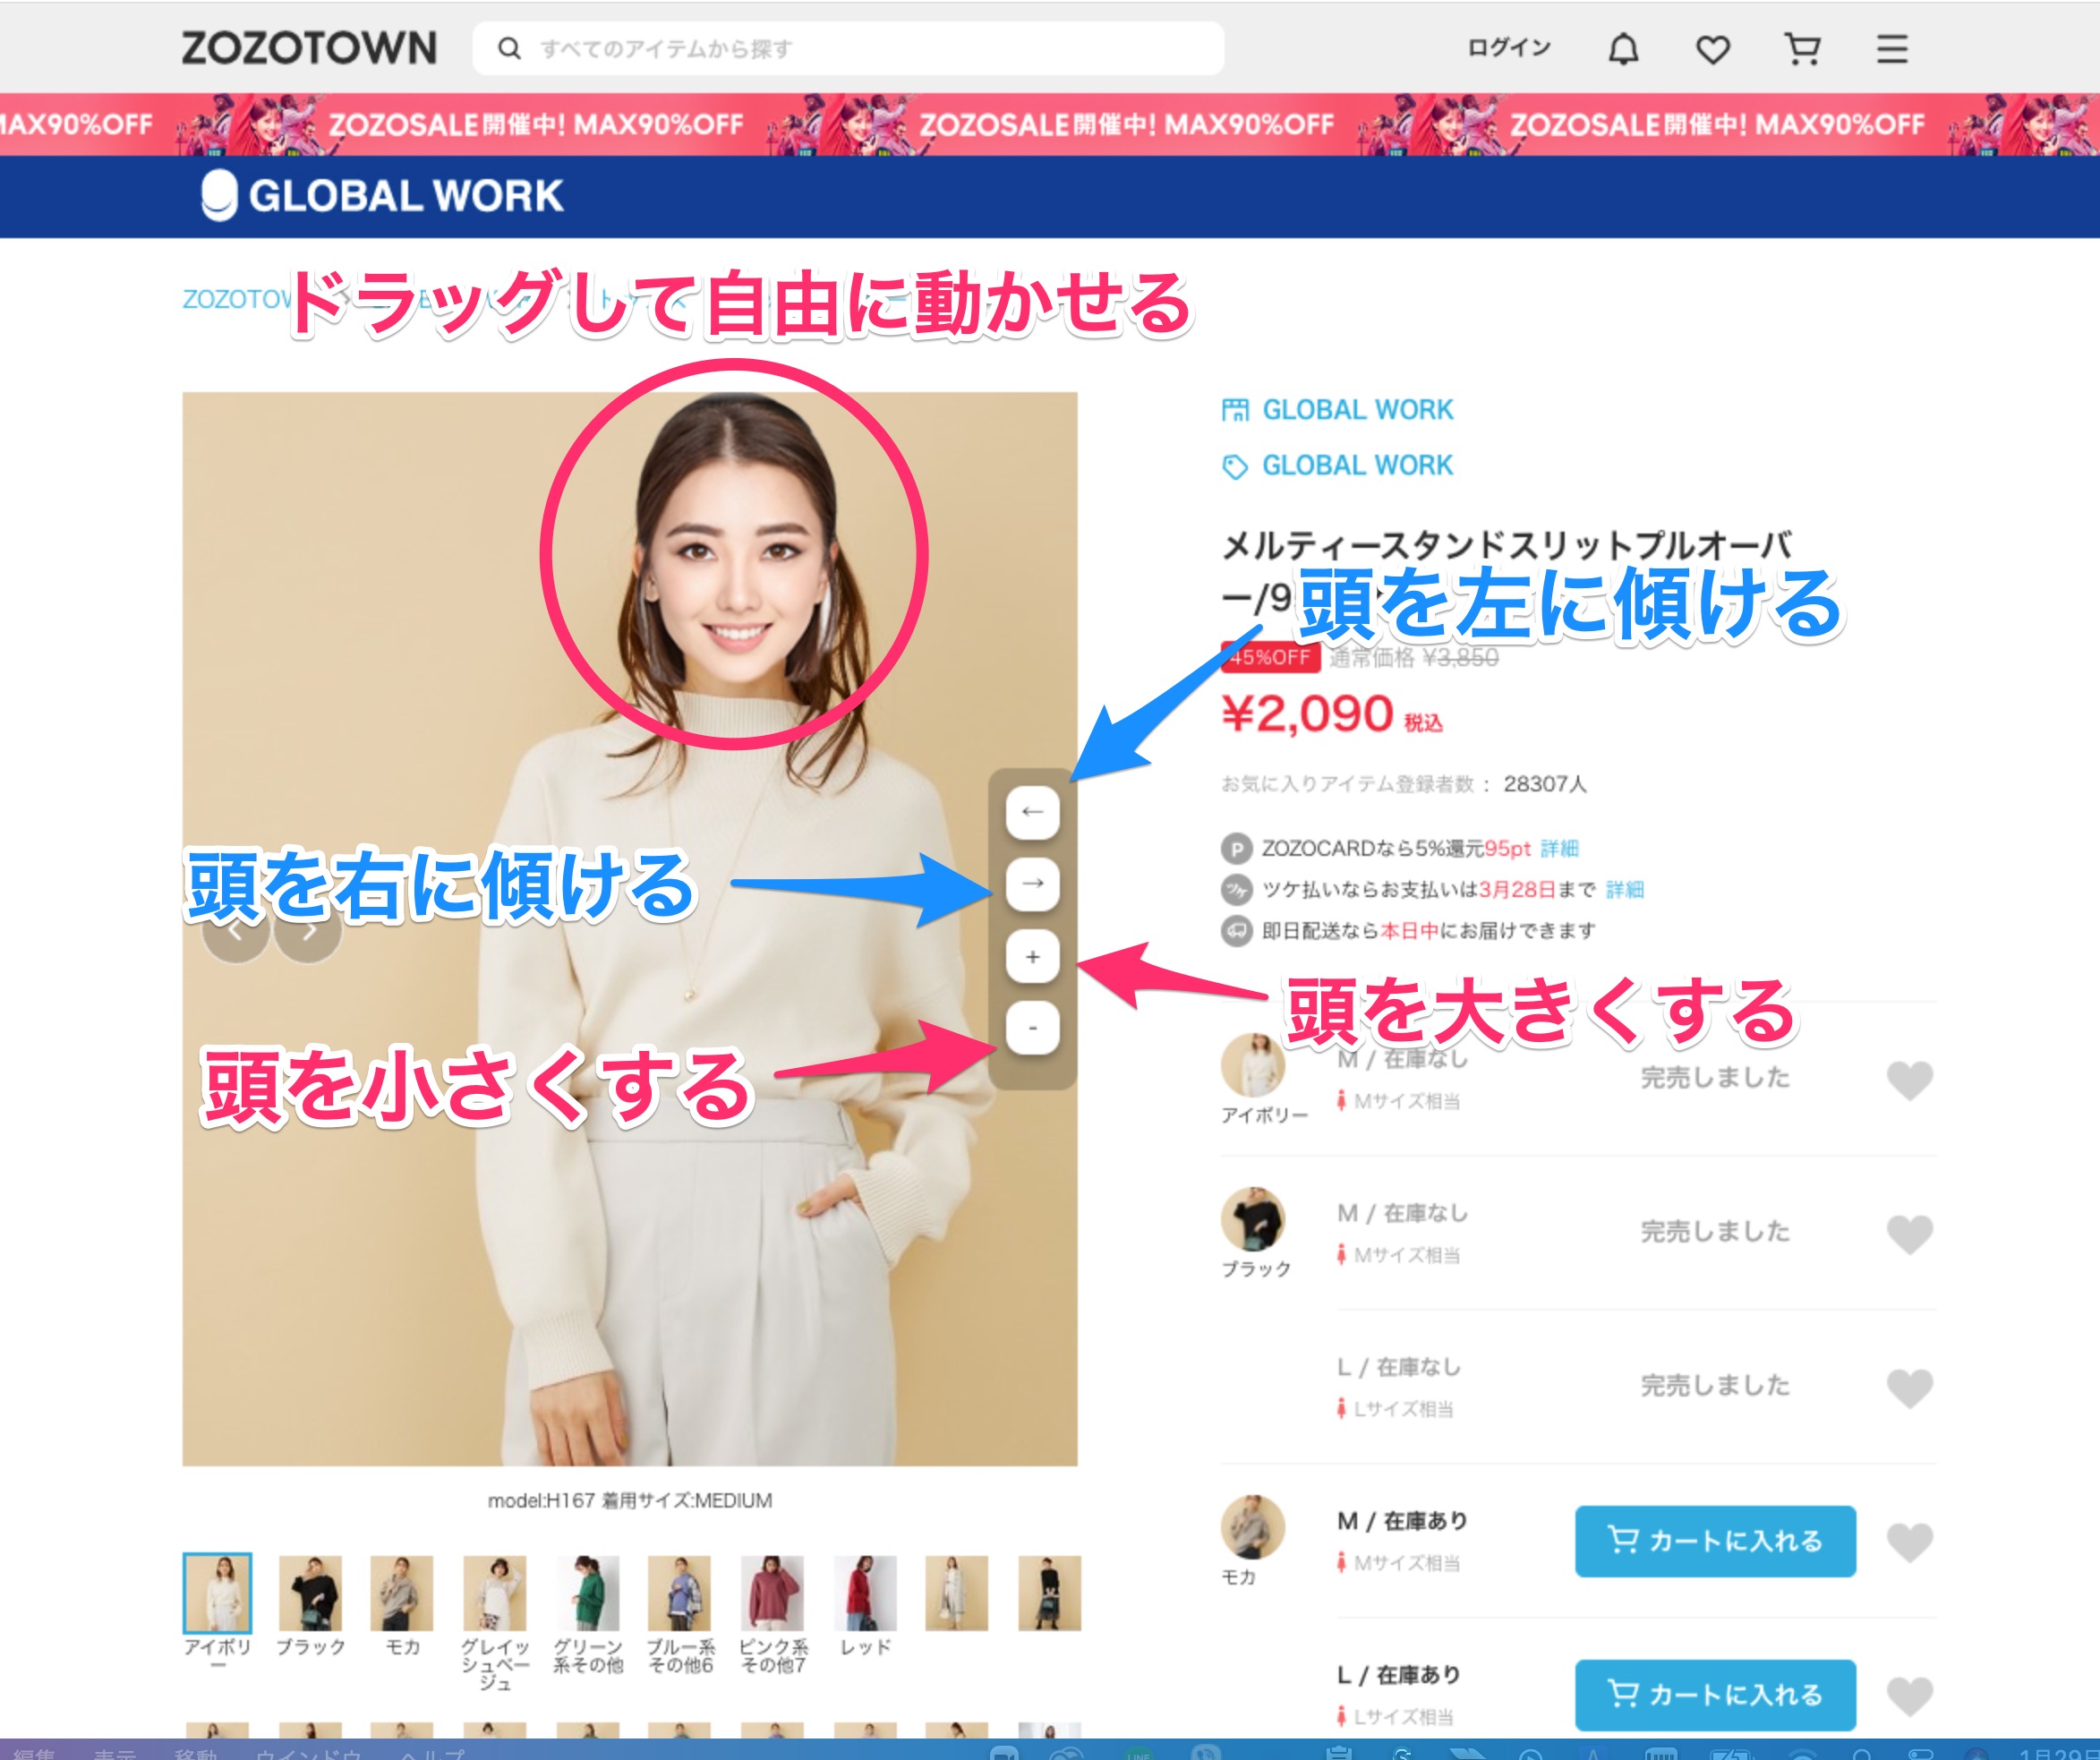 ZOZOTOWN
すべてのアイテムから探す
ログイン
MAX90%OFF
ZOZOSALE開催中! MAX90%OFF
ZOZOSALE開催中! MAX90%OFF
ZOZOSALE開催中! MAX90%OFF
GLOBAL WORK
ドラッグして自由に動かせる
GLOBAL WORK
GLOBAL WORK
メルティースタンドスリットプルオーバ
ー/9
頭を左に傾ける
45%OFF 通常価格 ¥3,850
¥2,090 税込
お気に入りアイテム登録者数 : 28307人
ZOZOCARDなら5%還元95pt 詳細
ツケ払いならお支払いは3月28日まで 詳細
即日配送なら本日中にお届けできます
←
→
+
-
頭を右に傾ける
頭を大きくする
頭を小さくする
アイボリー
M / 在庫なし
Mサイズ相当
完売しました
ブラック
M / 在庫なし
Mサイズ相当
完売しました
L / 在庫なし
Lサイズ相当
完売しました
モカ
M / 在庫あり
Mサイズ相当
カートに入れる
L / 在庫あり
Lサイズ相当
カートに入れる
model:H167 着用サイズ:MEDIUM
アイボリ
ー
ブラック
モカ
グレイッ
シュベー
ジュ
グリーン
系その他
ブルー系
その他6
ピンク系
その他7
レッド
編集 表示 移動 ウインドウ ヘルプ